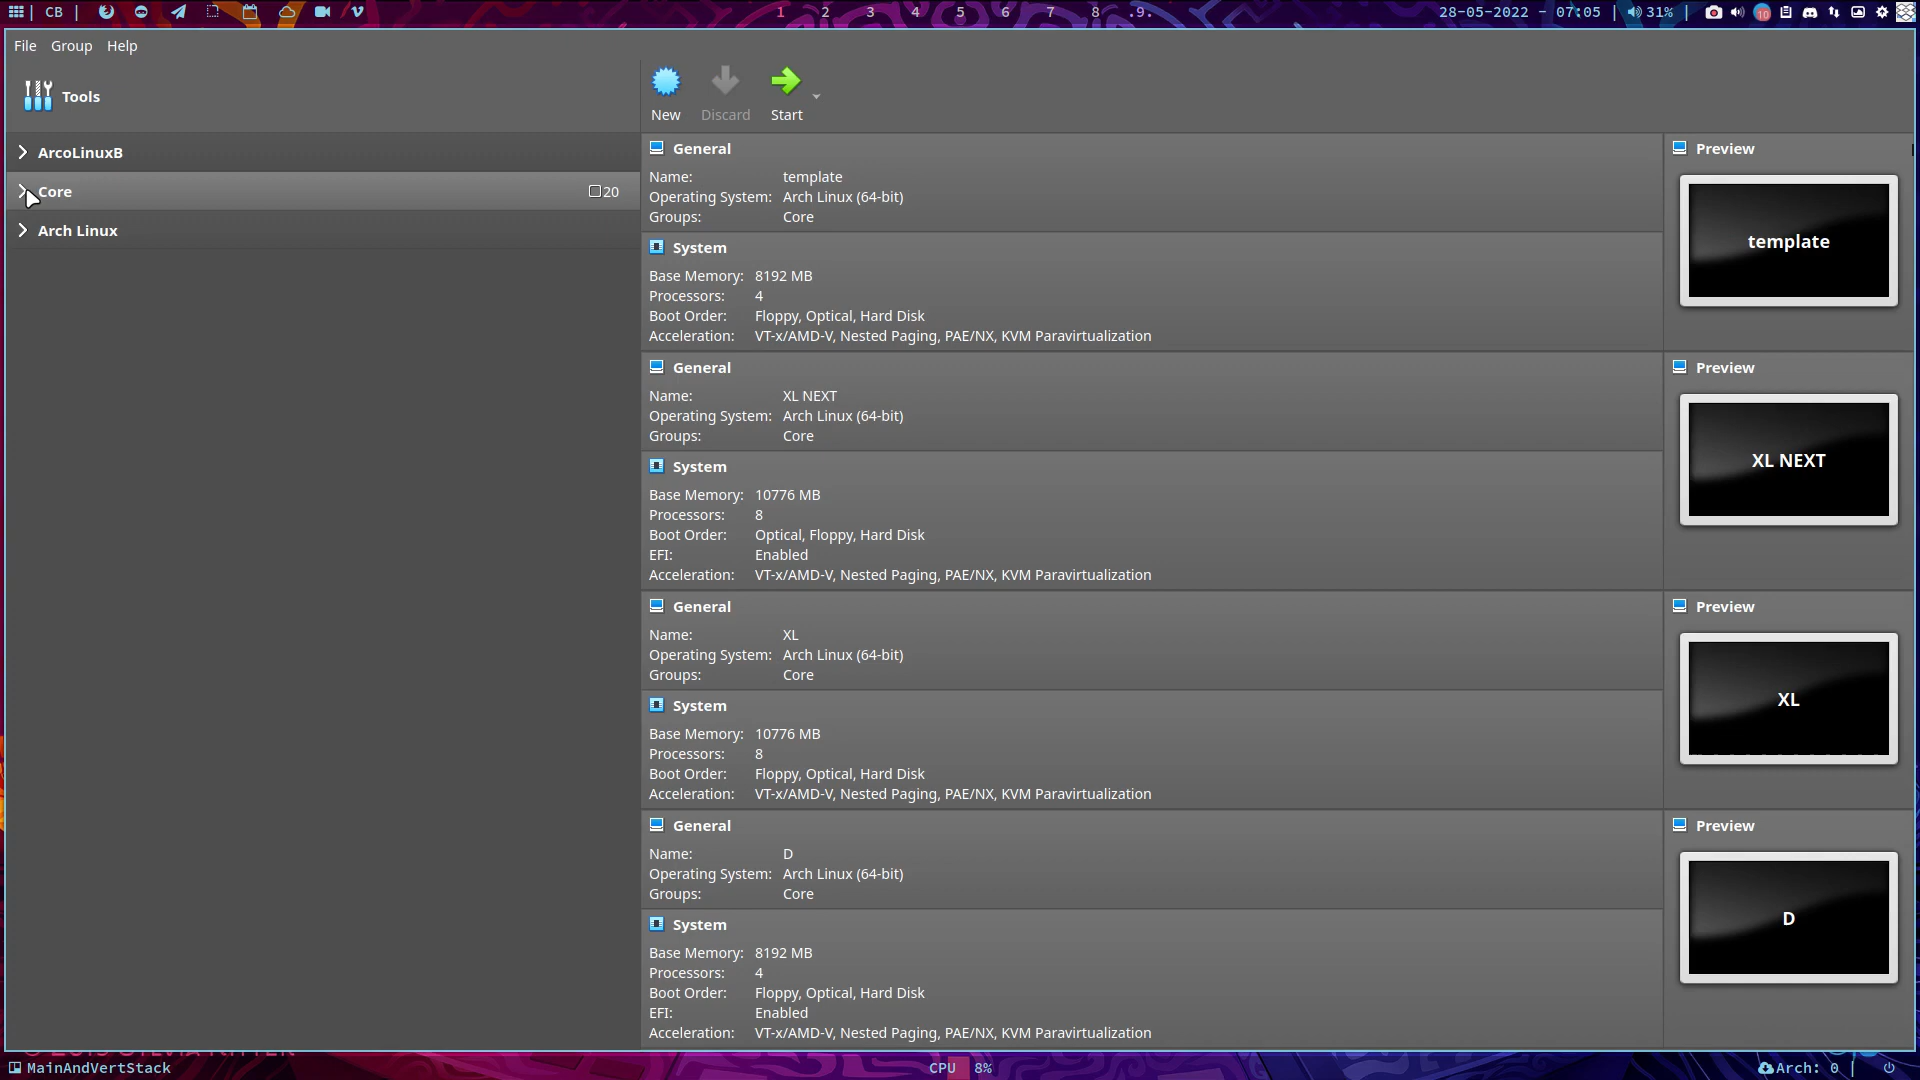 CB
1 2 3 4 5 6 7 8 .9.
28-05-2022 - 07:05 | 31% |
10
File Group Help
Tools
New
Discard
Start
ArcoLinuxB
Core
20
Arch Linux
General
Name: template
Operating System: Arch Linux (64-bit)
Groups: Core
System
Base Memory: 8192 MB
Processors: 4
Boot Order: Floppy, Optical, Hard Disk
Acceleration: VT-x/AMD-V, Nested Paging, PAE/NX, KVM Paravirtualization
Preview
template
General
Name: XL NEXT
Operating System: Arch Linux (64-bit)
Groups: Core
System
Base Memory: 10776 MB
Processors: 8
Boot Order: Optical, Floppy, Hard Disk
EFI: Enabled
Acceleration: VT-x/AMD-V, Nested Paging, PAE/NX, KVM Paravirtualization
Preview
XL NEXT
General
Name: XL
Operating System: Arch Linux (64-bit)
Groups: Core
System
Base Memory: 10776 MB
Processors: 8
Boot Order: Floppy, Optical, Hard Disk
Acceleration: VT-x/AMD-V, Nested Paging, PAE/NX, KVM Paravirtualization
Preview
XL
General
Name: D
Operating System: Arch Linux (64-bit)
Groups: Core
System
Base Memory: 8192 MB
Processors: 4
Boot Order: Floppy, Optical, Hard Disk
EFI: Enabled
Acceleration: VT-x/AMD-V, Nested Paging, PAE/NX, KVM Paravirtualization
Preview
D
MainAndVertStack
CPU 8%
Arch: 0 |